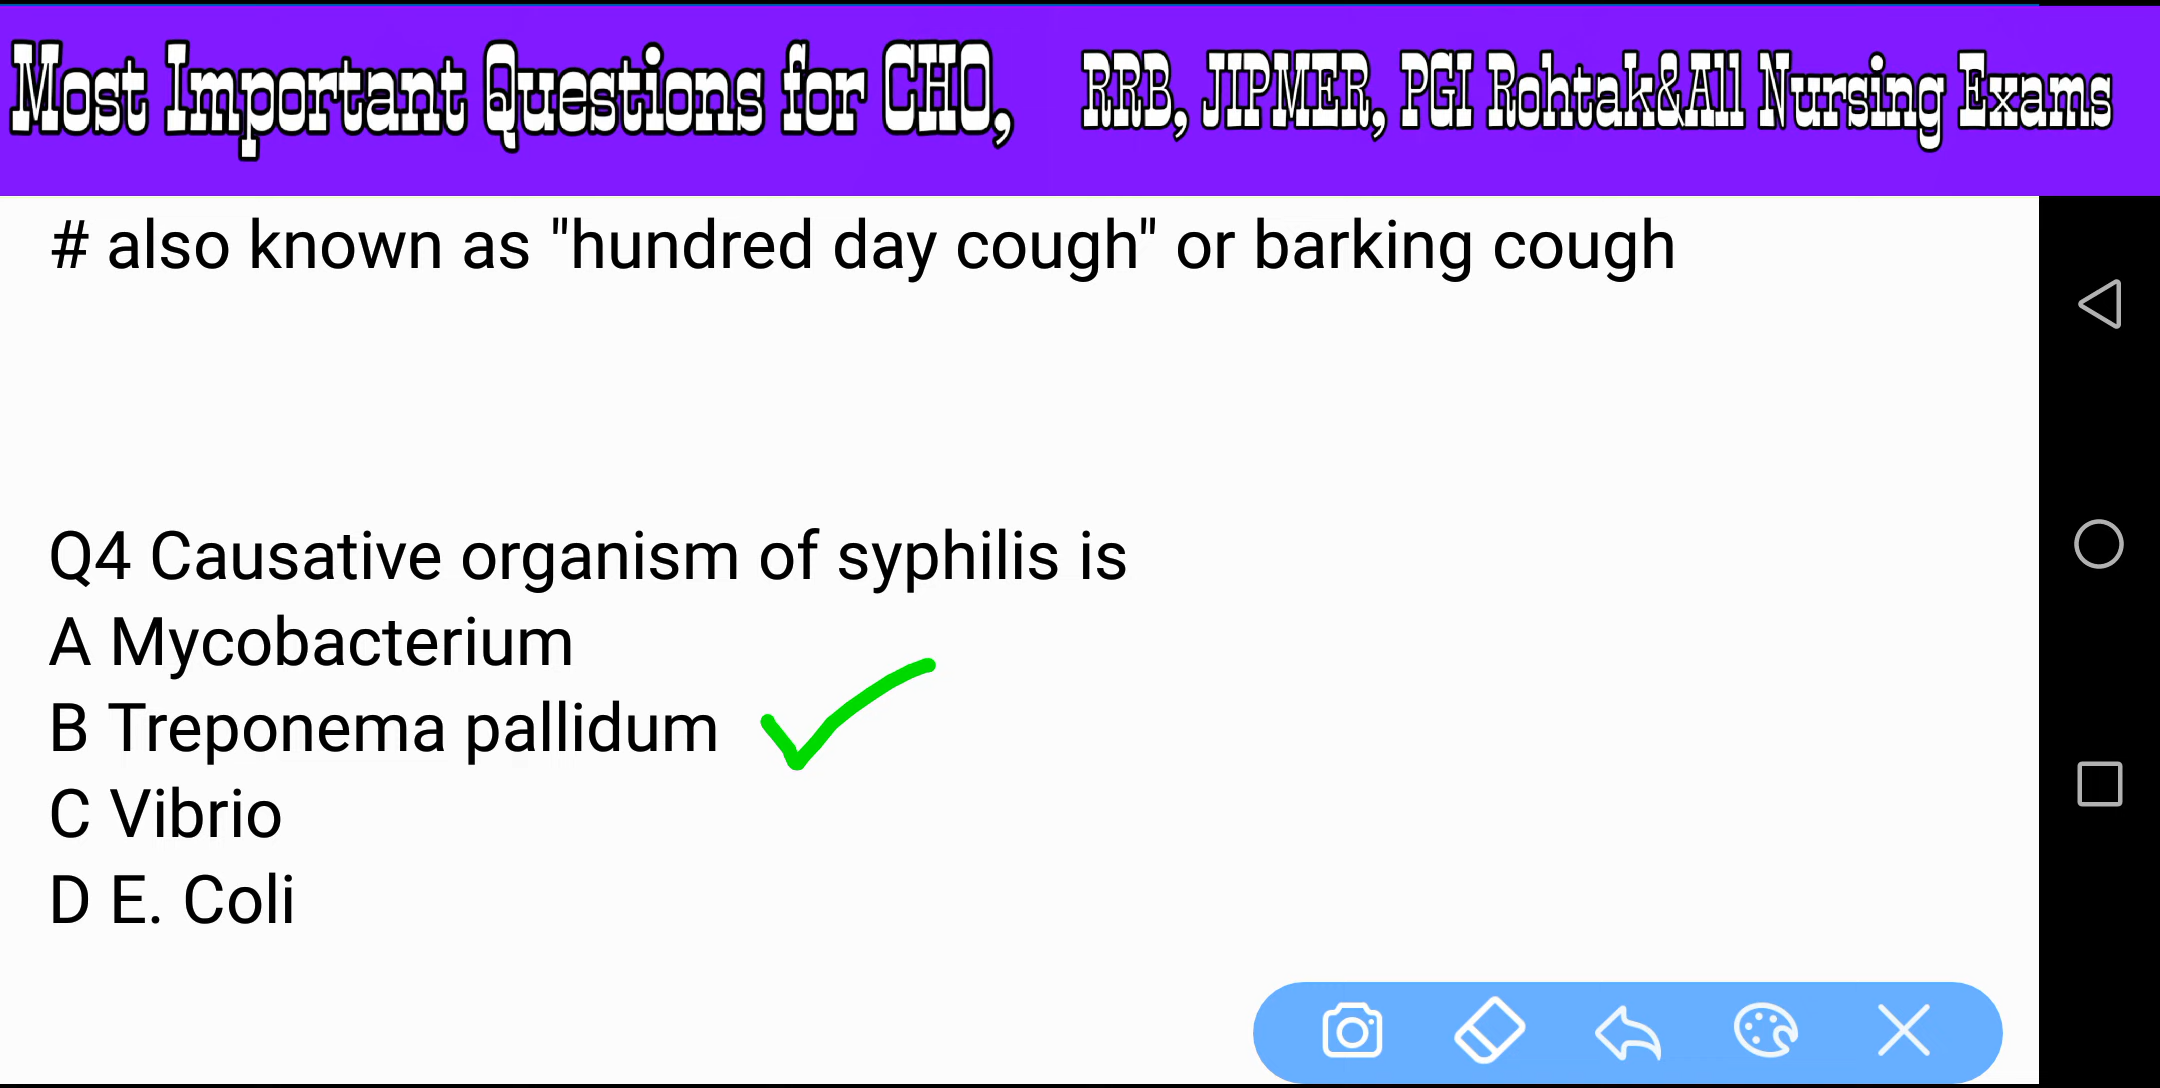 Most Important Questions for CHO, RRB, JIPMER, PGI Rohtak&All Nursing Exams
# also known as "hundred day cough" or barking cough
Q4 Causative organism of syphilis is
A Mycobacterium
B Treponema pallidum
C Vibrio
D E. Coli